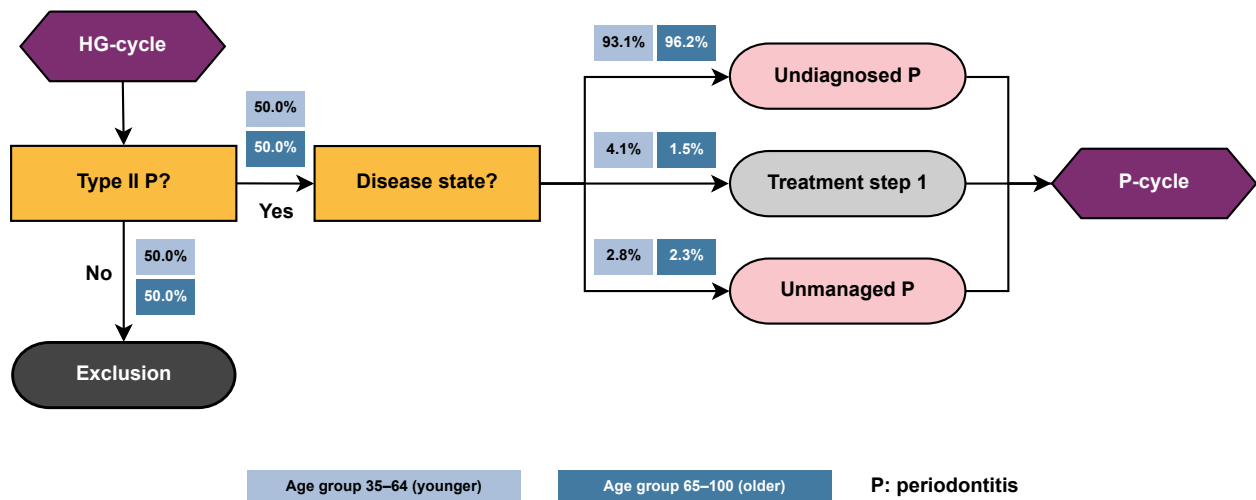 HG-cycle
93.1% 96.2%
Undiagnosed P
50.0%
50.0%
Type II P?
Yes
Disease state?
4.1% 1.5%
Treatment step 1
P-cycle
No
50.0%
50.0%
2.8% 2.3%
Unmanaged P
Exclusion
Age group 35–64 (younger)
Age group 65–100 (older)
P: periodontitis